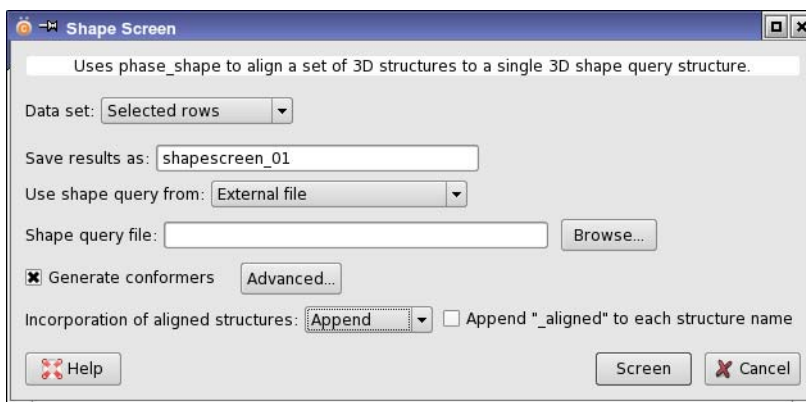 Shape Screen
Uses phase_shape to align a set of 3D structures to a single 3D shape query structure.
Data set: Selected rows
Save results as: shapescreen_01
Use shape query from: External file
Shape query file: Browse...
Generate conformers Advanced...
Incorporation of aligned structures: Append Append "_aligned" to each structure name
Help Screen Cancel